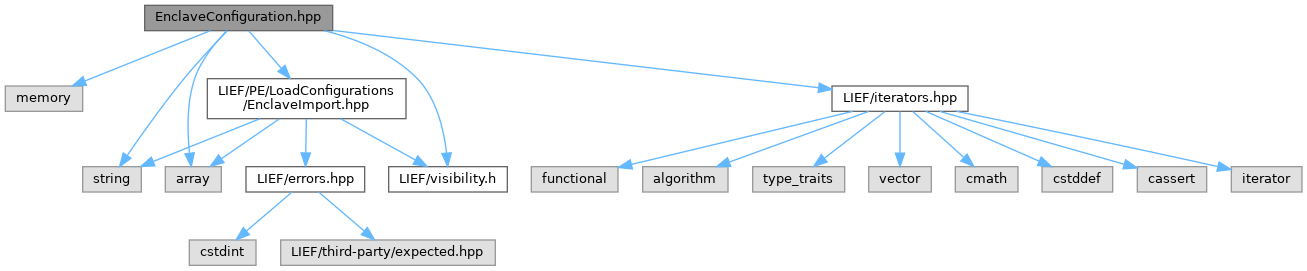 EnclaveConfiguration.hpp
memory
LIEF/PE/LoadConfigurations
/EnclaveImport.hpp
LIEF/iterators.hpp
string
array
LIEF/errors.hpp
LIEF/visibility.h
functional
algorithm
type_traits
vector
cmath
cstddef
cassert
iterator
cstdint
LIEF/third-party/expected.hpp